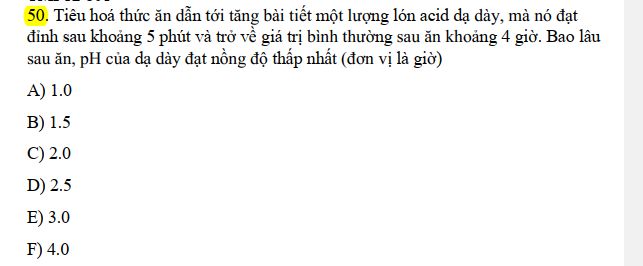 50. Tiêu hoá thức ăn dẫn tới tăng bài tiết một lượng lón acid dạ dày, mà nó đạt
đỉnh sau khoảng 5 phút và trở về giá trị bình thường sau ăn khoảng 4 giờ. Bao lâu
sau ăn, pH của dạ dày đạt nồng độ thấp nhất (đơn vị là giờ)
A) 1.0
B) 1.5
C) 2.0
D) 2.5
E) 3.0
F) 4.0